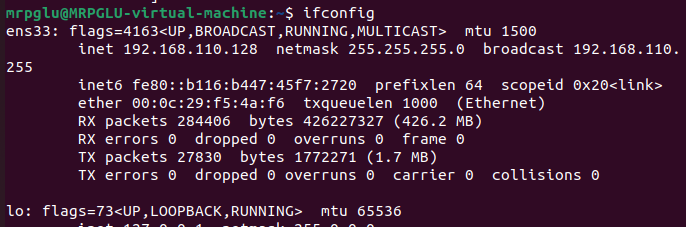 mrpglu@MRPGLU-virtual-machine:~$ ifconfig
ens33: flags=4163<UP,BROADCAST,RUNNING,MULTICAST>  mtu 1500
        inet 192.168.110.128  netmask 255.255.255.0  broadcast 192.168.110.
255
        inet6 fe80::b116:b447:45f7:2720  prefixlen 64  scopeid 0x20<link>
        ether 00:0c:29:f5:4a:f6  txqueuelen 1000  (Ethernet)
        RX packets 284406  bytes 426227327 (426.2 MB)
        RX errors 0  dropped 0  overruns 0  frame 0
        TX packets 27830  bytes 1772271 (1.7 MB)
        TX errors 0  dropped 0 overruns 0  carrier 0  collisions 0
lo: flags=73<UP,LOOPBACK,RUNNING>  mtu 65536